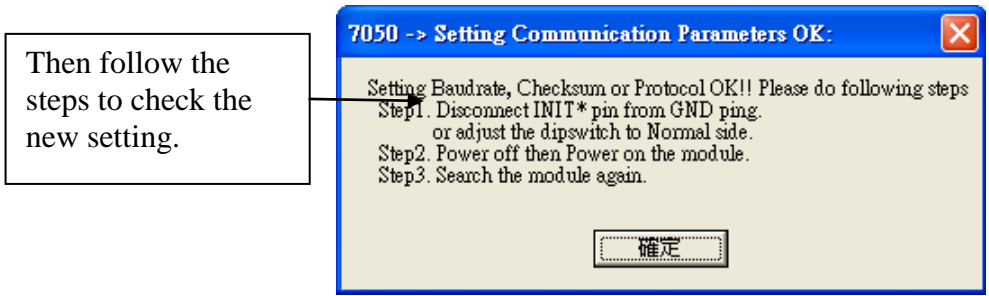 Then follow the
steps to check the
new setting.
7050 -> Setting Communication Parameters OK:
Setting Baudrate, Checksum or Protocol OK!! Please do following steps
Step1. Disconnect INIT* pin from GND ping.
or adjust the dipswitch to Normal side.
Step2. Power off then Power on the module.
Step3. Search the module again.
確定